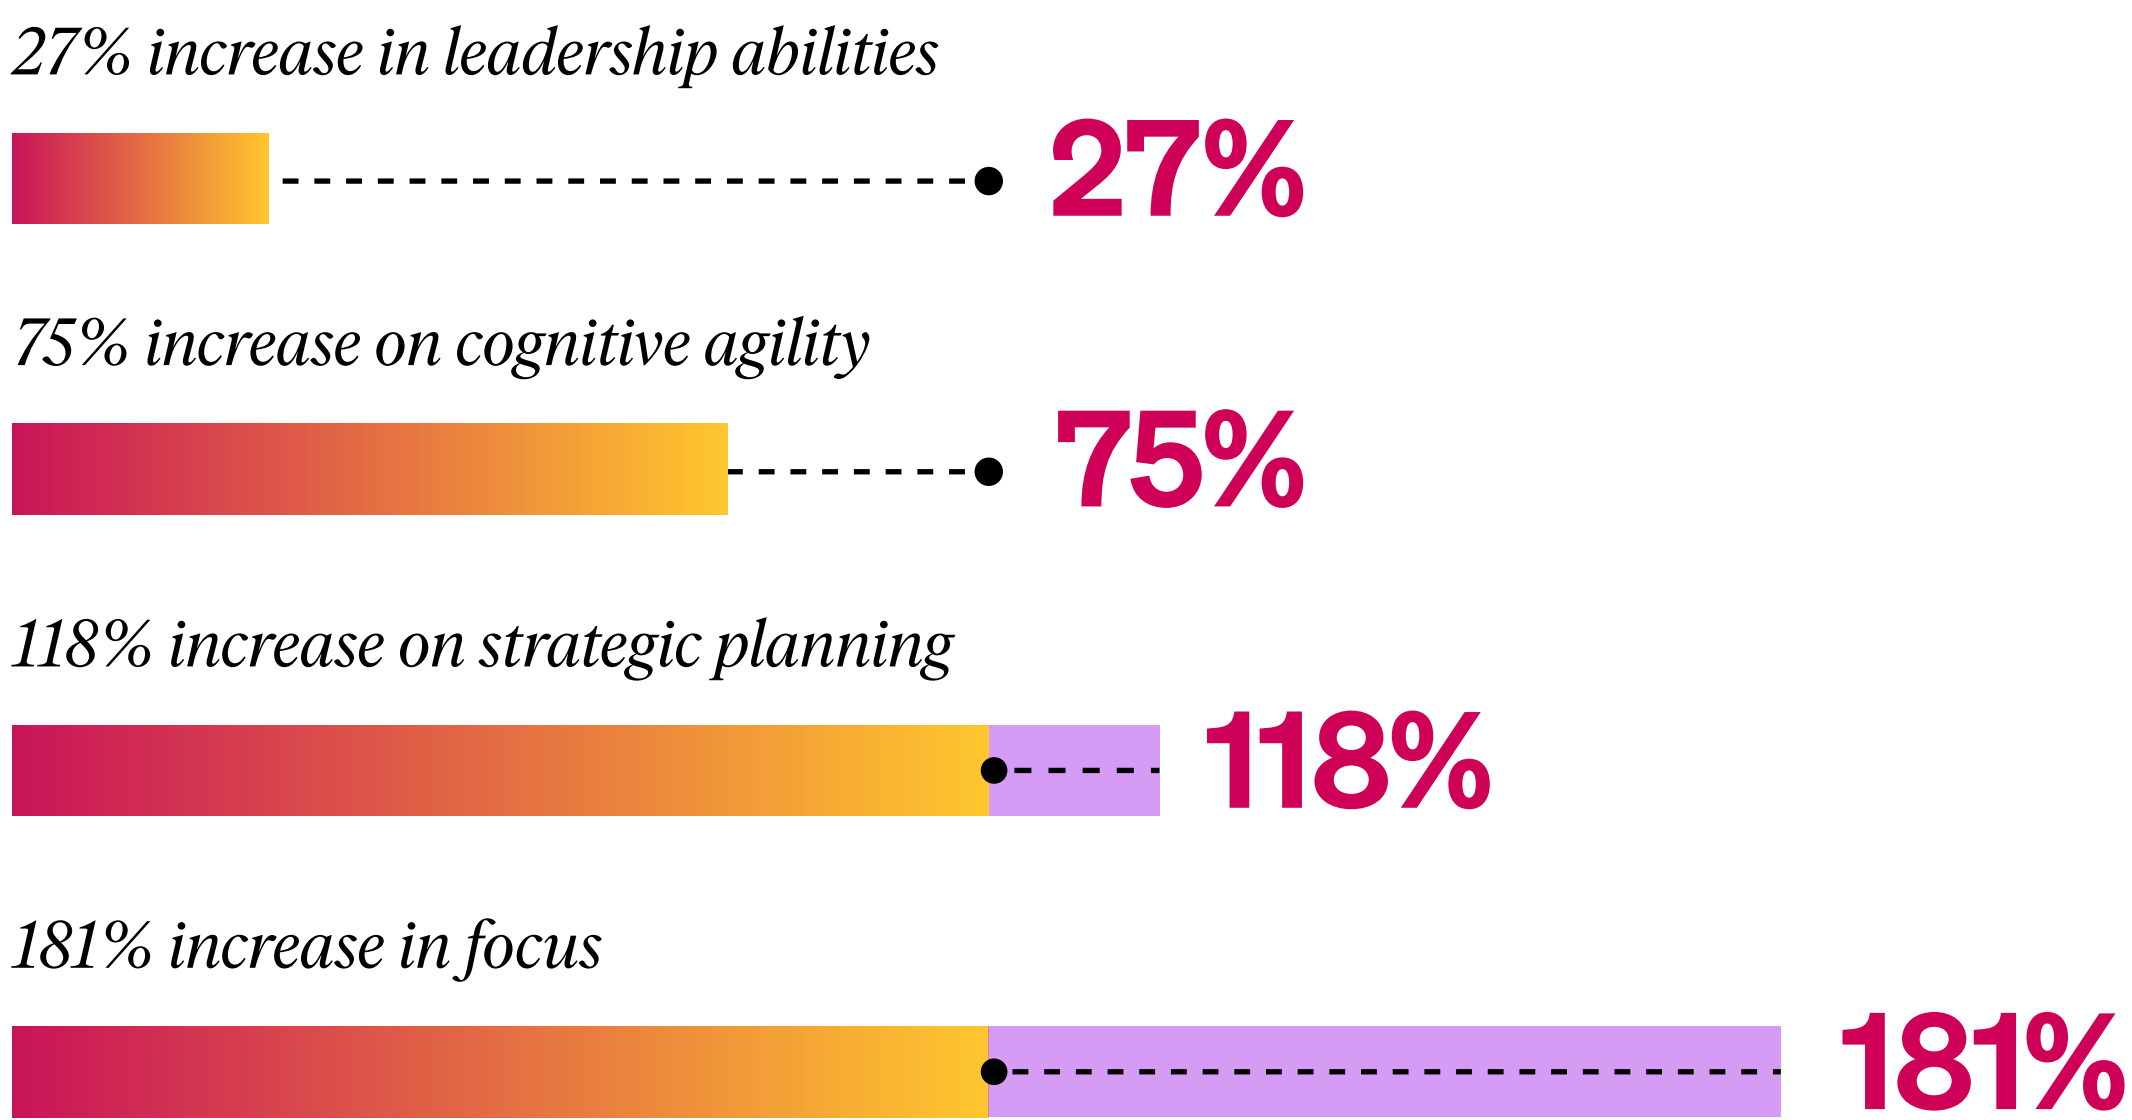 27% increase in leadership abilities
27%
75% increase on cognitive agility
75%
118% increase on strategic planning
118%
181% increase in focus
181%